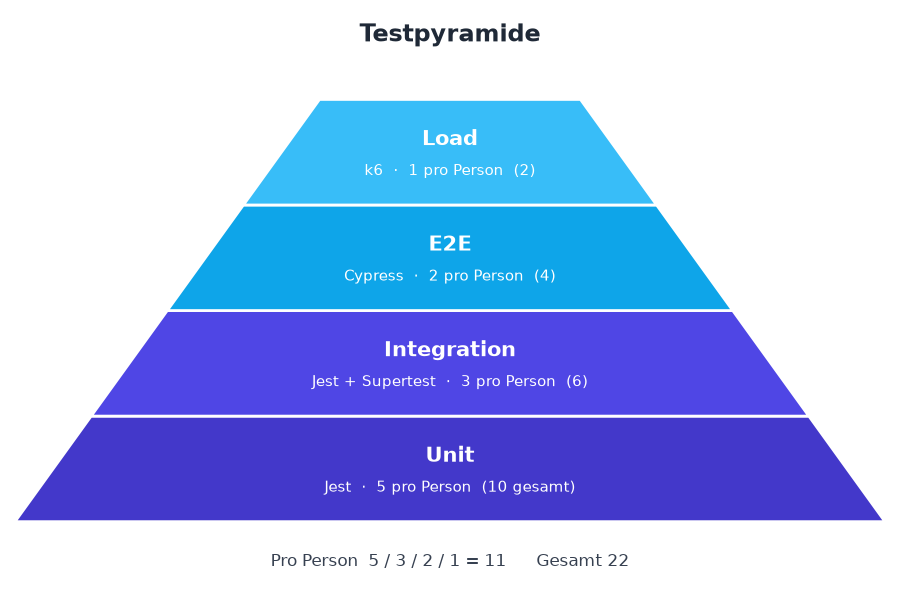 Testpyramide
Load
k6 · 1 pro Person (2)
E2E
Cypress · 2 pro Person (4)
Integration
Jest + Supertest · 3 pro Person (6)
Unit
Jest · 5 pro Person (10 gesamt)
Pro Person 5 / 3 / 2 / 1 = 11 Gesamt 22